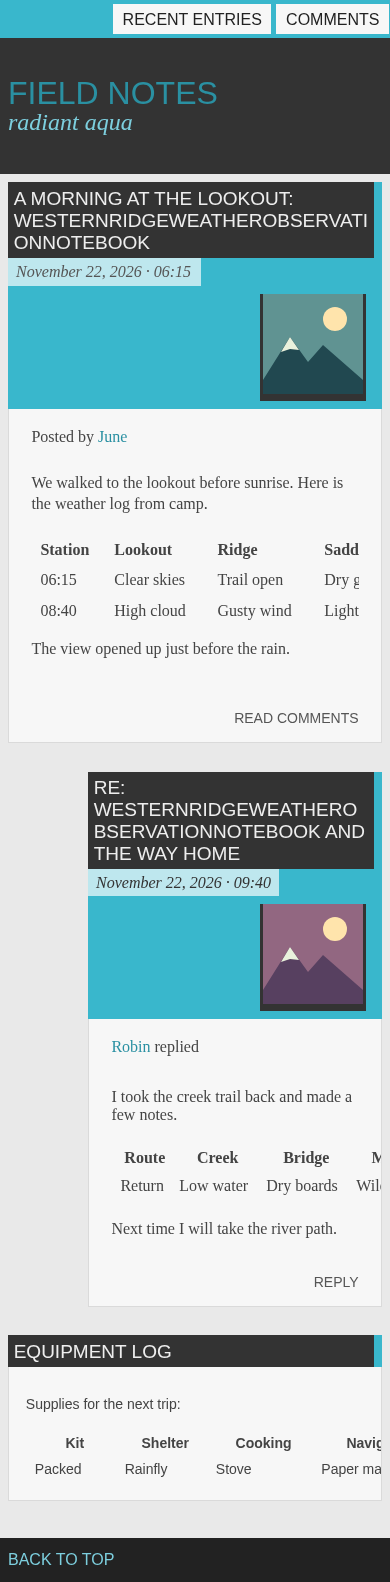 RECENT ENTRIES COMMENTS
FIELD NOTES
radiant aqua
A MORNING AT THE LOOKOUT:
WESTERNRIDGEWEATHEROBSERVATI
ONNOTEBOOK
November 22, 2026 · 06:15
Posted by June
We walked to the lookout before sunrise. Here is
the weather log from camp.
Station Lookout Ridge Sadd
06:15 Clear skies Trail open Dry g
08:40 High cloud Gusty wind Light
The view opened up just before the rain.
READ COMMENTS
RE:
WESTERNRIDGEWEATHERO
BSERVATIONNOTEBOOK AND
THE WAY HOME
November 22, 2026 · 09:40
Robin replied
I took the creek trail back and made a
few notes.
Route Creek Bridge M
Return Low water Dry boards Wild
Next time I will take the river path.
REPLY
EQUIPMENT LOG
Supplies for the next trip:
Kit Shelter Cooking Navig
Packed Rainfly Stove Paper ma
BACK TO TOP